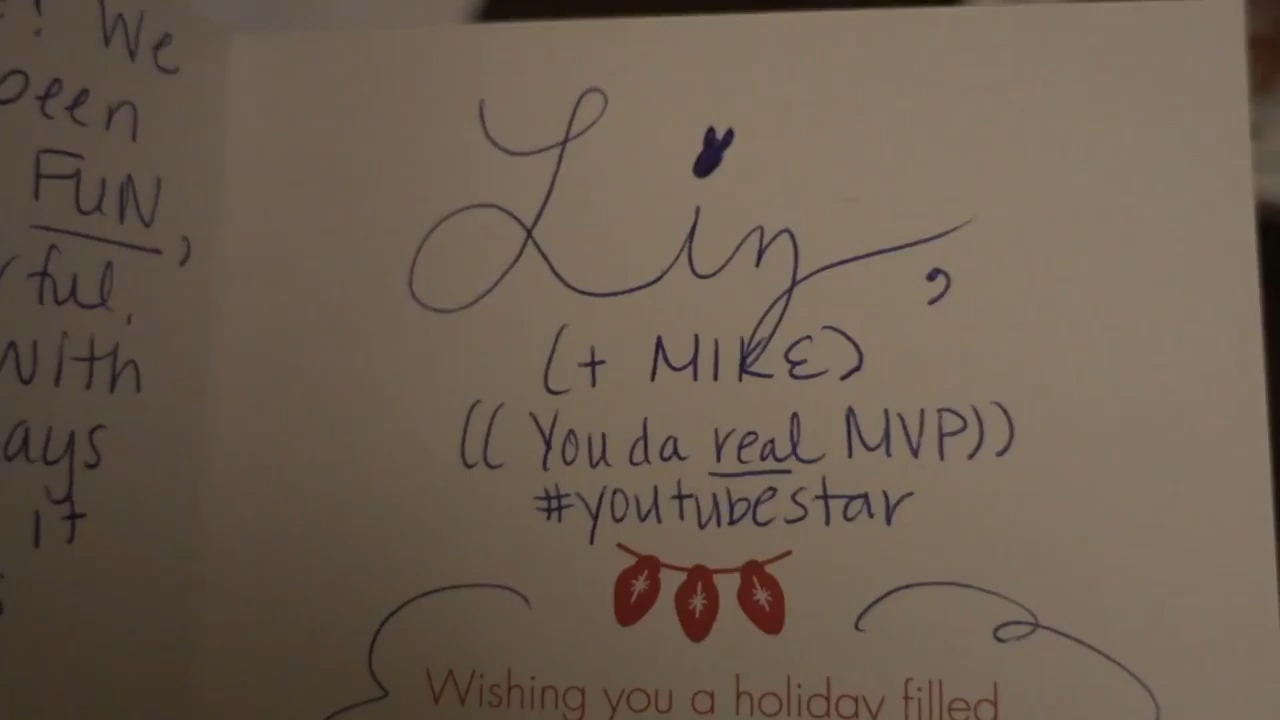 ! We
been
FUN,
ful.
with
ays
it
Liz,
(+ MIKE)
((You da real MVP))
#youtubestar
Wishing you a holiday filled